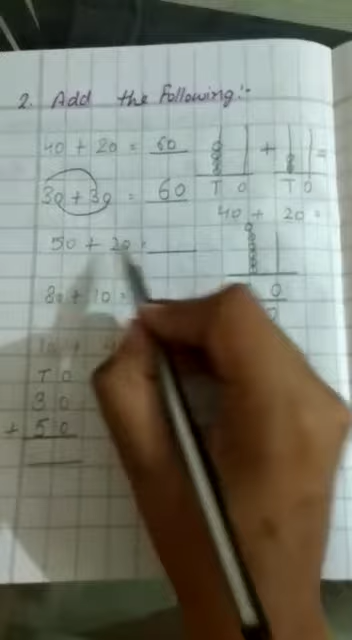 2. Add the Following:-
40 + 20 = 60
30 + 30 = 60
50 + 20 =
80 + 10 =
T O + T O =
40 + 20 =
T O
3 0
+ 5 0